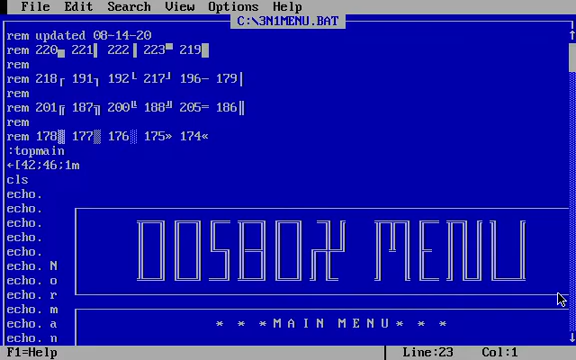 File Edit Search View Options Help
C:\3N1MENU.BAT
rem updated 08-14-20
rem 220▄ 221▌ 222▐ 223▀ 219█
rem
rem 218┌ 191┐ 192└ 217┘ 196─ 179│
rem
rem 201╔ 187╗ 200╚ 188╝ 205═ 186║
rem
rem 178▓ 177▒ 176░ 175» 174«
:topmain
←[42;46;1m
cls
echo.
echo.
echo.
echo.
echo.
echo. N
echo. o
echo. r
echo. m
echo. a
echo. n
DOSBOX MENU
* * *MAIN MENU* * *
F1=Help Line:23 Col:1